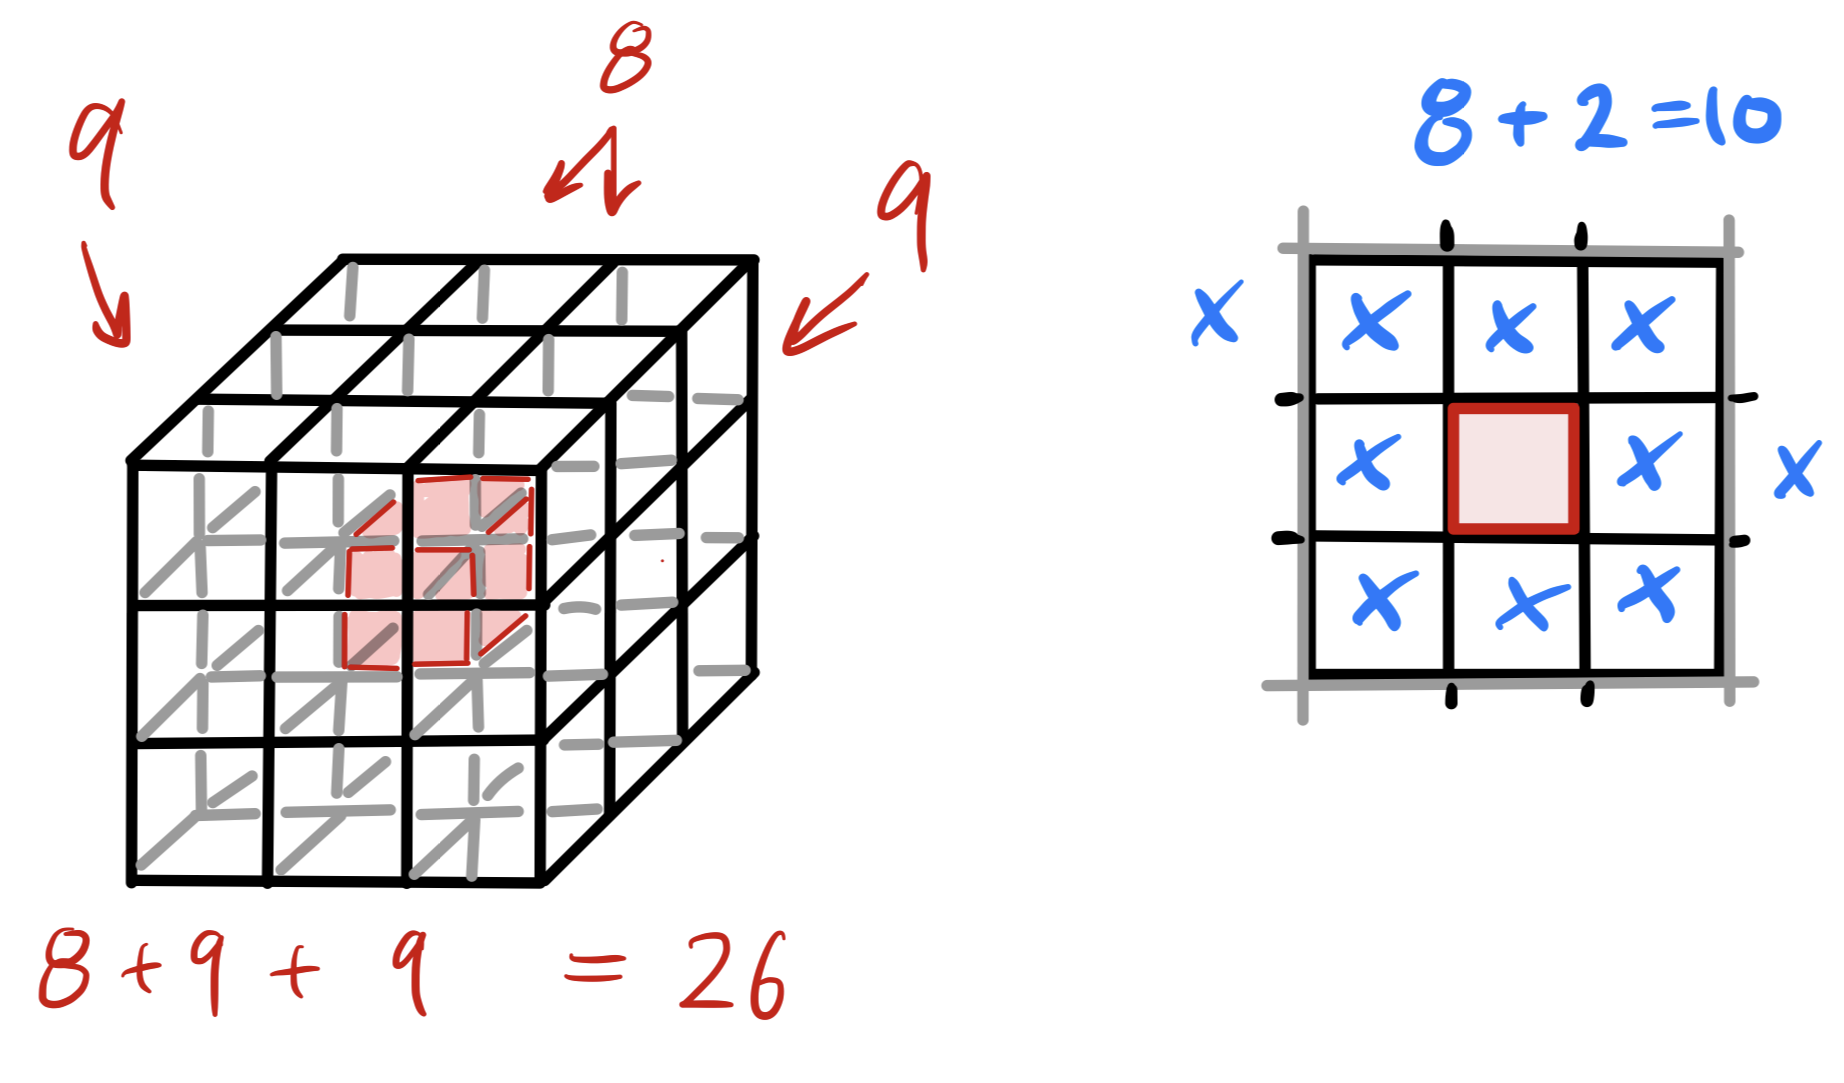 8
9
9
8 + 2 = 10
x
x x x
x x x
x x x
8 + 9 + 9 = 26